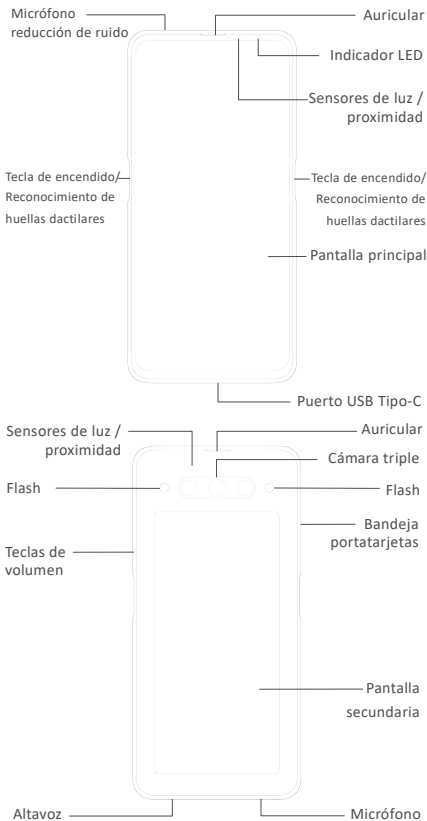 Micrófono
reducción de ruido
Auricular
Indicador LED
Sensores de luz /
proximidad
Tecla de encendido/
Reconocimiento de
huellas dactilares
Tecla de encendido/
Reconocimiento de
huellas dactilares
Pantalla principal
Puerto USB Tipo-C
Sensores de luz /
proximidad
Auricular
Cámara triple
Flash
Flash
Bandeja
portatarjetas
Teclas de
volumen
Pantalla
secundaria
Altavoz
Micrófono